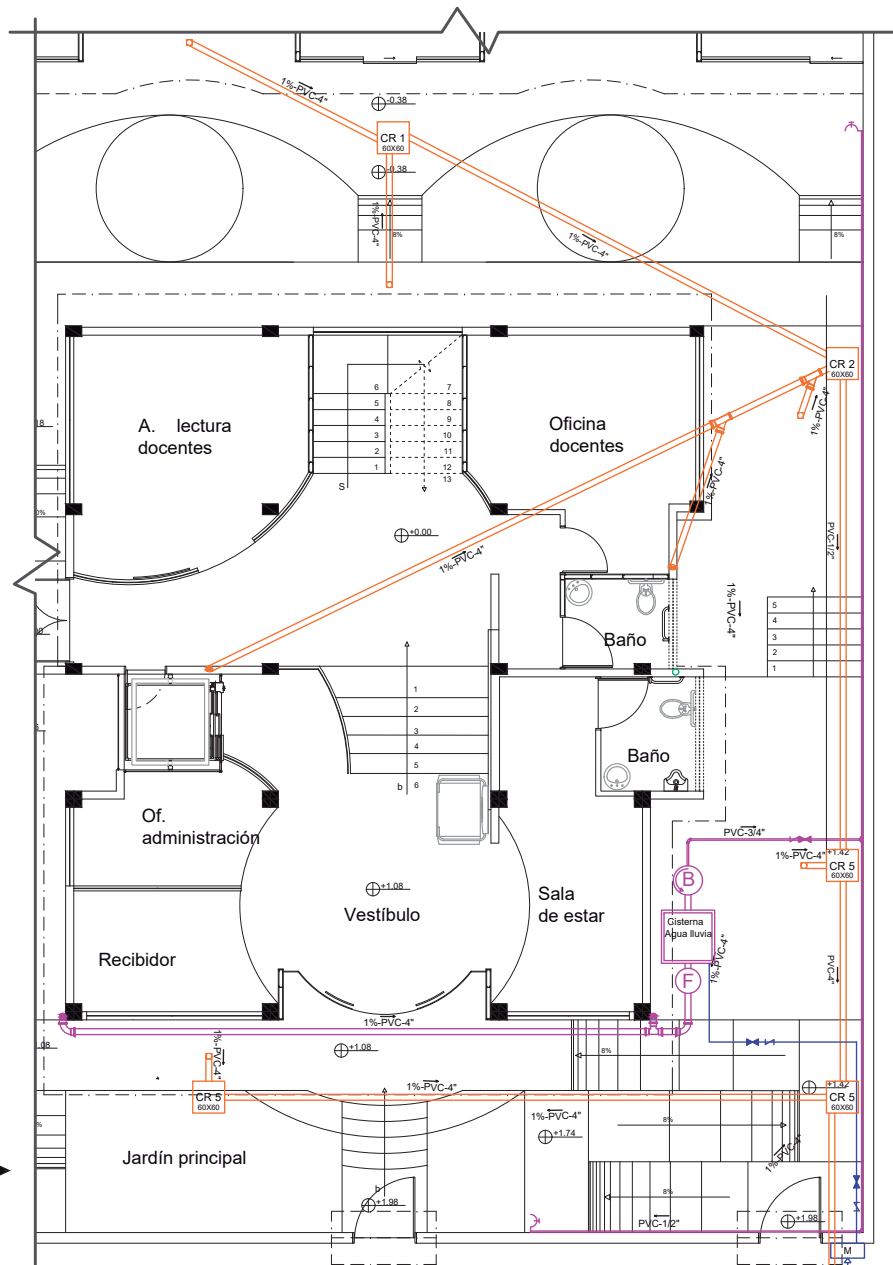 1%-PVC-4"
-0.38
CR 1
60X60
-0.38
1%-PVC-4"
8%
8%
1%-PVC-4"
CR 2
60X60
A. lectura
docentes
Oficina
docentes
6
5
4
3
2
1
7
8
9
10
11
12
13
S
1%-PVC-4"
1%-PVC-4"
PVC-1/2"
+0.00
1%-PVC-4"
1%-PVC-4"
5
4
3
2
1
Baño
Baño
1
2
3
4
5
6
b
Of.
administración
PVC-3/4"
+1.42
1%-PVC-4"
CR 5
60X60
B
+1.08
Vestíbulo
Sala
de estar
Cisterna
Agua lluvia
1%-PVC-4"
PVC-4"
F
Recibidor
1%-PVC-4"
+1.08
1%-PVC-4"
8%
1%-PVC-4"
+1.42
CR 5
60X60
CR 5
60X60
1%-PVC-4"
8%
+1.74
1%-PVC-4"
Jardín principal
b
8%
+1.98
+1.98
PVC-1/2"
M